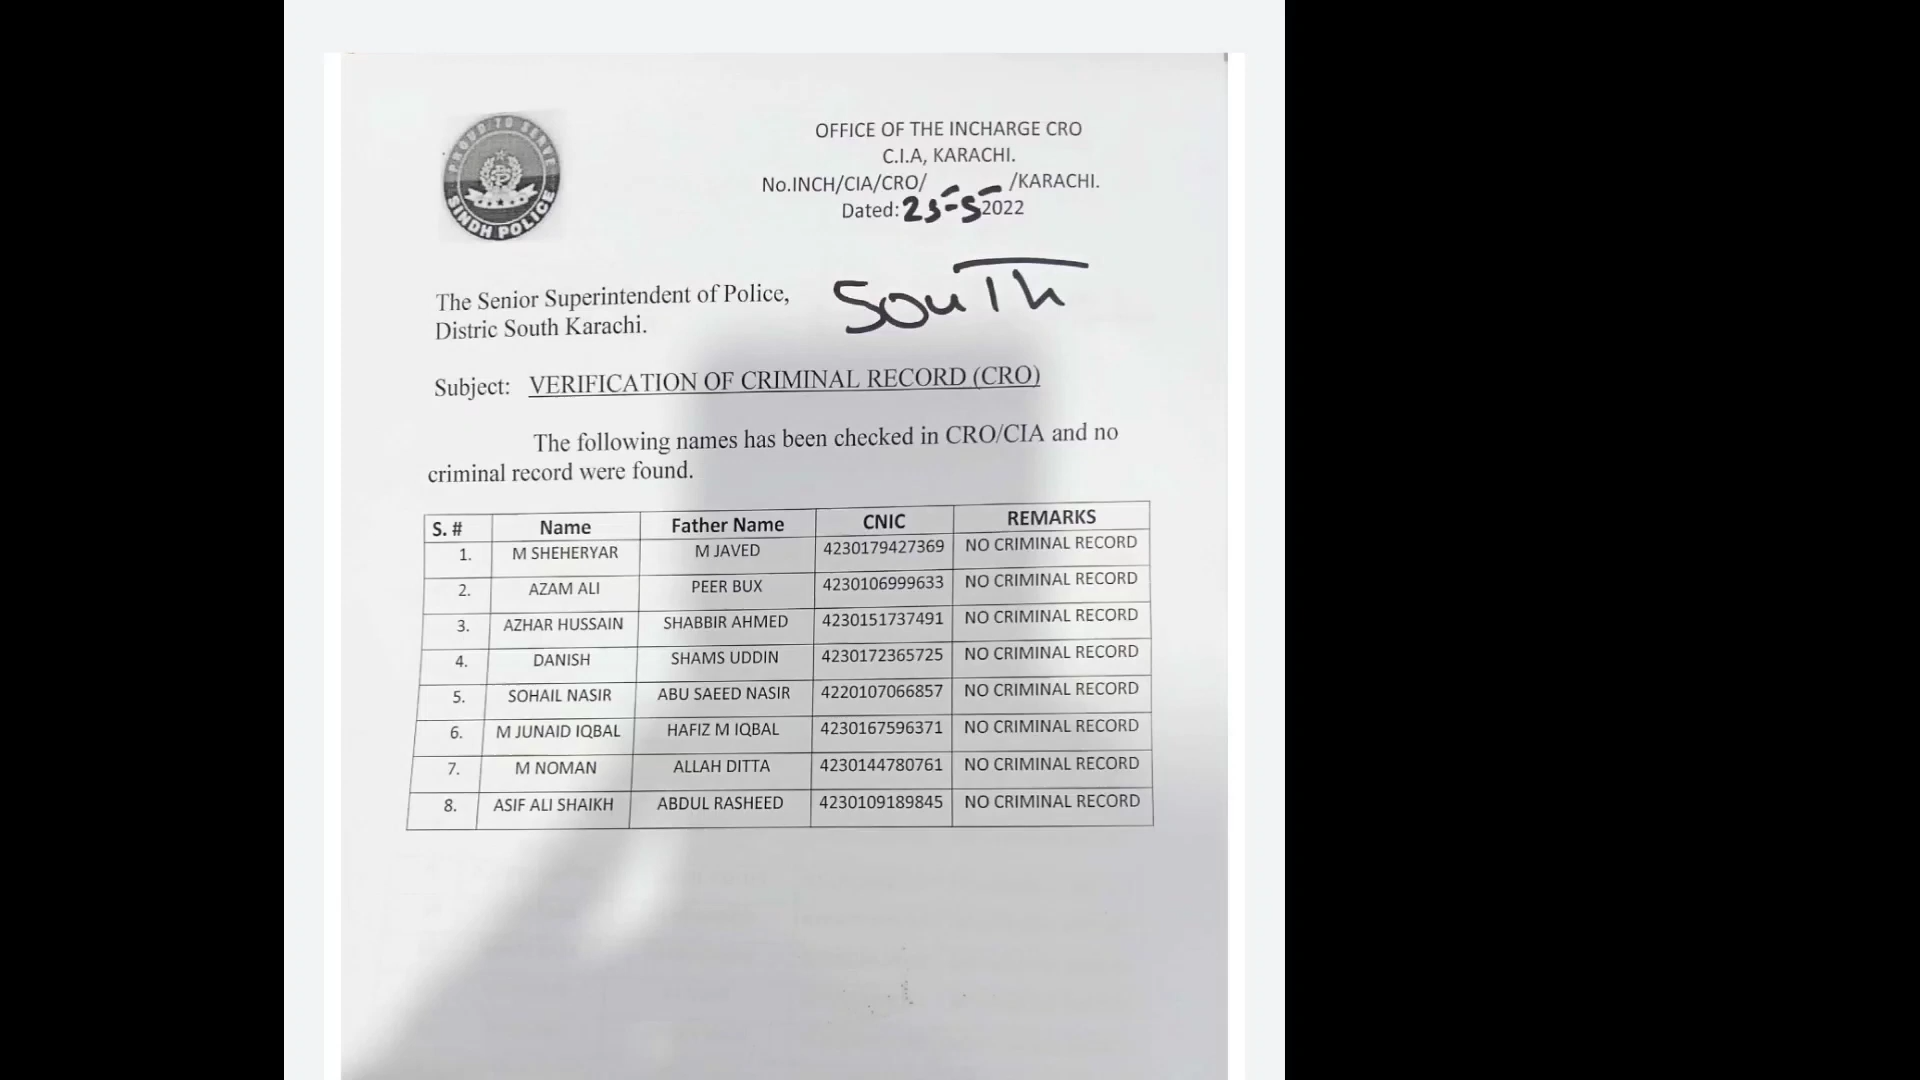 PROUD TO SERVE
SINDH POLICE
OFFICE OF THE INCHARGE CRO
C.I.A, KARACHI.
No.INCH/CIA/CRO/ /KARACHI.
Dated: 23-5-2022
The Senior Superintendent of Police,
Distric South Karachi.
SOUTh
Subject: VERIFICATION OF CRIMINAL RECORD (CRO)
The following names has been checked in CRO/CIA and no
criminal record were found.
S. # Name Father Name CNIC REMARKS
1. M SHEHERYAR M JAVED 4230179427369 NO CRIMINAL RECORD
2. AZAM ALI PEER BUX 4230106999633 NO CRIMINAL RECORD
3. AZHAR HUSSAIN SHABBIR AHMED 4230151737491 NO CRIMINAL RECORD
4. DANISH SHAMS UDDIN 4230172365725 NO CRIMINAL RECORD
5. SOHAIL NASIR ABU SAEED NASIR 4220107066857 NO CRIMINAL RECORD
6. M JUNAID IQBAL HAFIZ M IQBAL 4230167596371 NO CRIMINAL RECORD
7. M NOMAN ALLAH DITTA 4230144780761 NO CRIMINAL RECORD
8. ASIF ALI SHAIKH ABDUL RASHEED 4230109189845 NO CRIMINAL RECORD